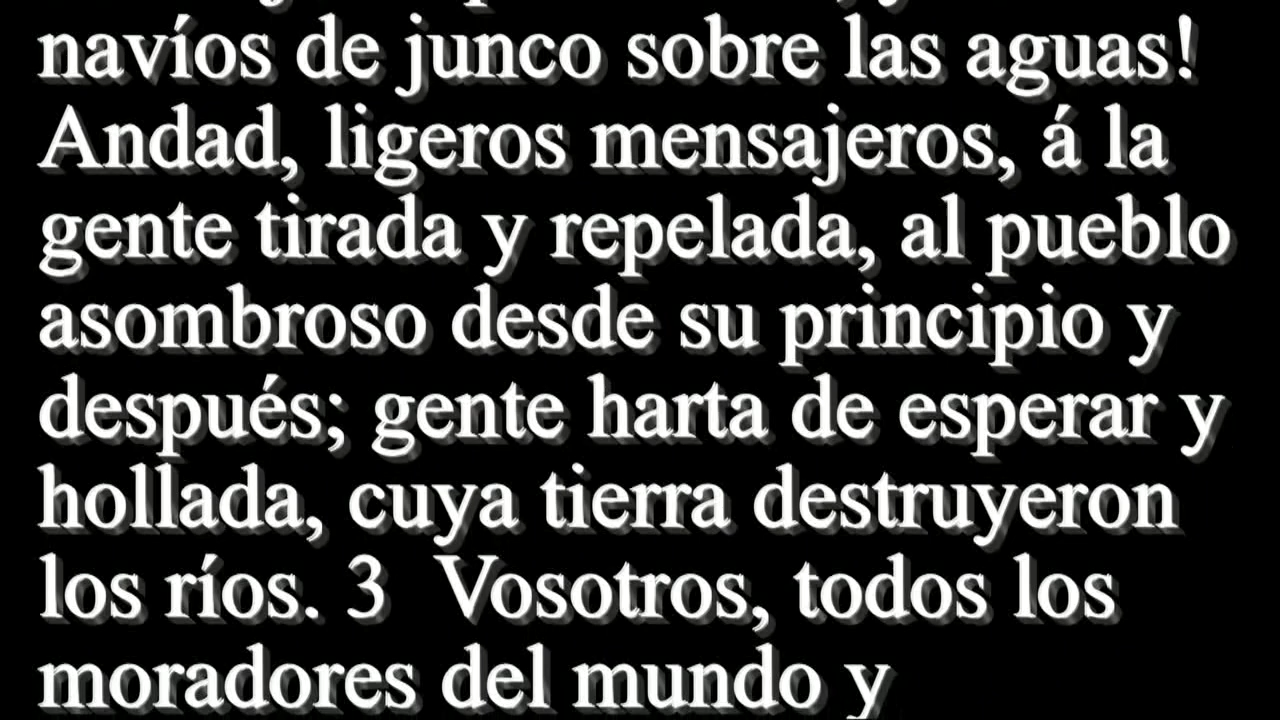 navíos de junco sobre las aguas!
Andad, ligeros mensajeros, á la
gente tirada y repelada, al pueblo
asombroso desde su principio y
después; gente harta de esperar y
hollada, cuya tierra destruyeron
los ríos. 3  Vosotros, todos los
moradores del mundo y